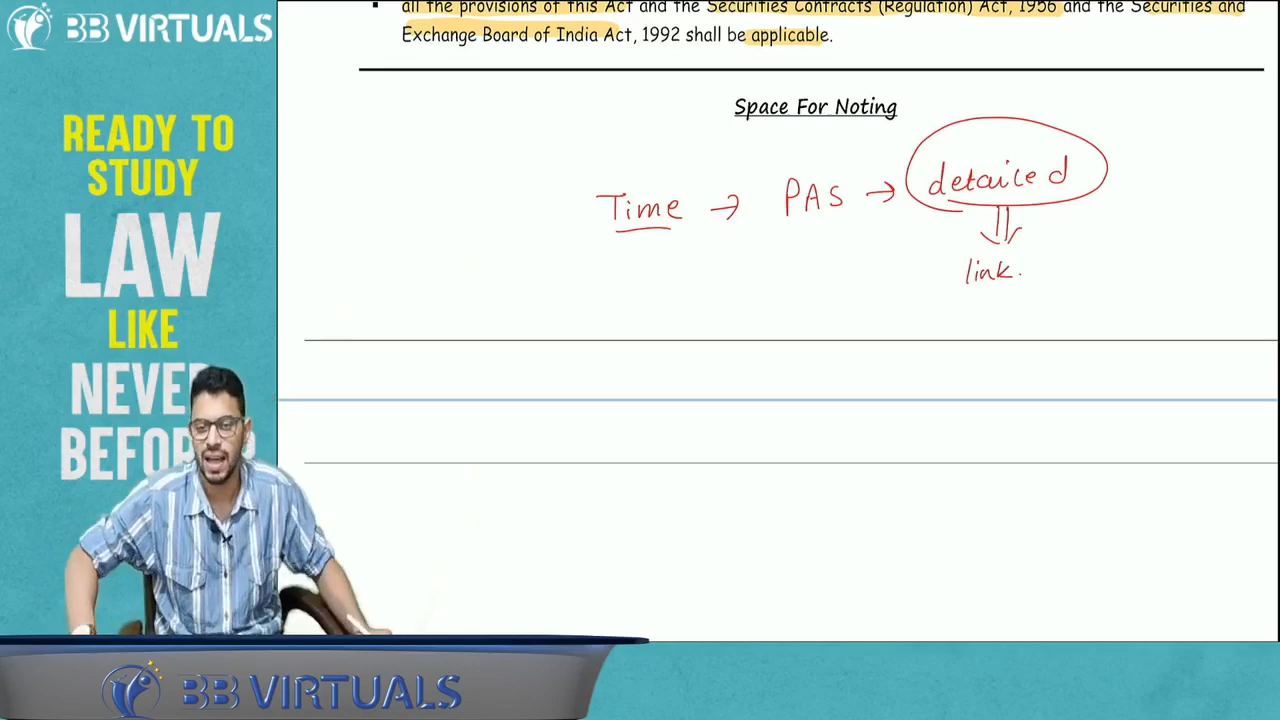 BB VIRTUALS
all the provisions of this Act and the Securities Contracts (Regulation) Act, 1956 and the Securities and
Exchange Board of India Act, 1992 shall be applicable.
Space For Noting
READY TO
STUDY
LAW
LIKE
NEVER
BEFOR
Time → PAS → detailed
link.
BB VIRTUALS